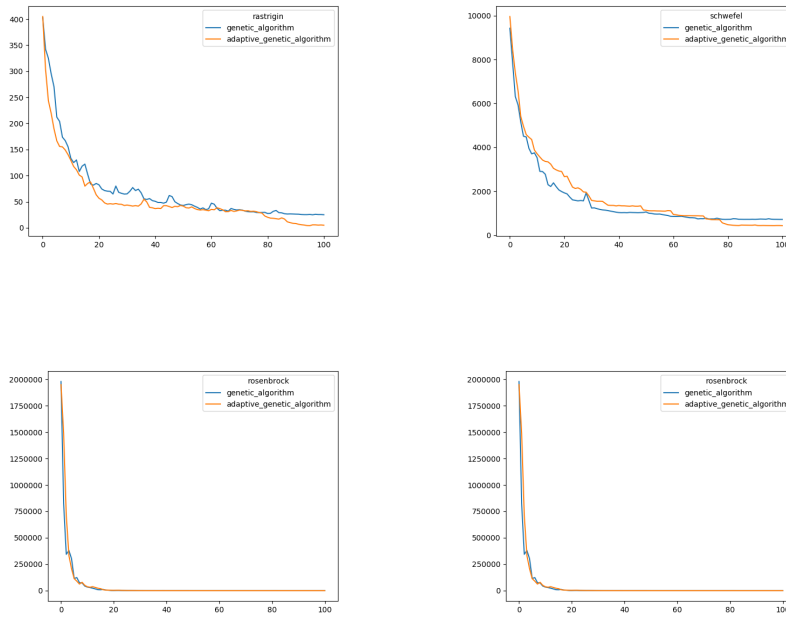 rastrigin
genetic_algorithm
adaptive_genetic_algorithm
400
350
300
250
200
150
100
50
0
0 20 40 60 80 100
schwefel
genetic_algorithm
adaptive_genetic_algorithm
10000
8000
6000
4000
2000
0
0 20 40 60 80 100
rosenbrock
genetic_algorithm
adaptive_genetic_algorithm
2000000
1750000
1500000
1250000
1000000
750000
500000
250000
0
0 20 40 60 80 100
rosenbrock
genetic_algorithm
adaptive_genetic_algorithm
2000000
1750000
1500000
1250000
1000000
750000
500000
250000
0
0 20 40 60 80 100